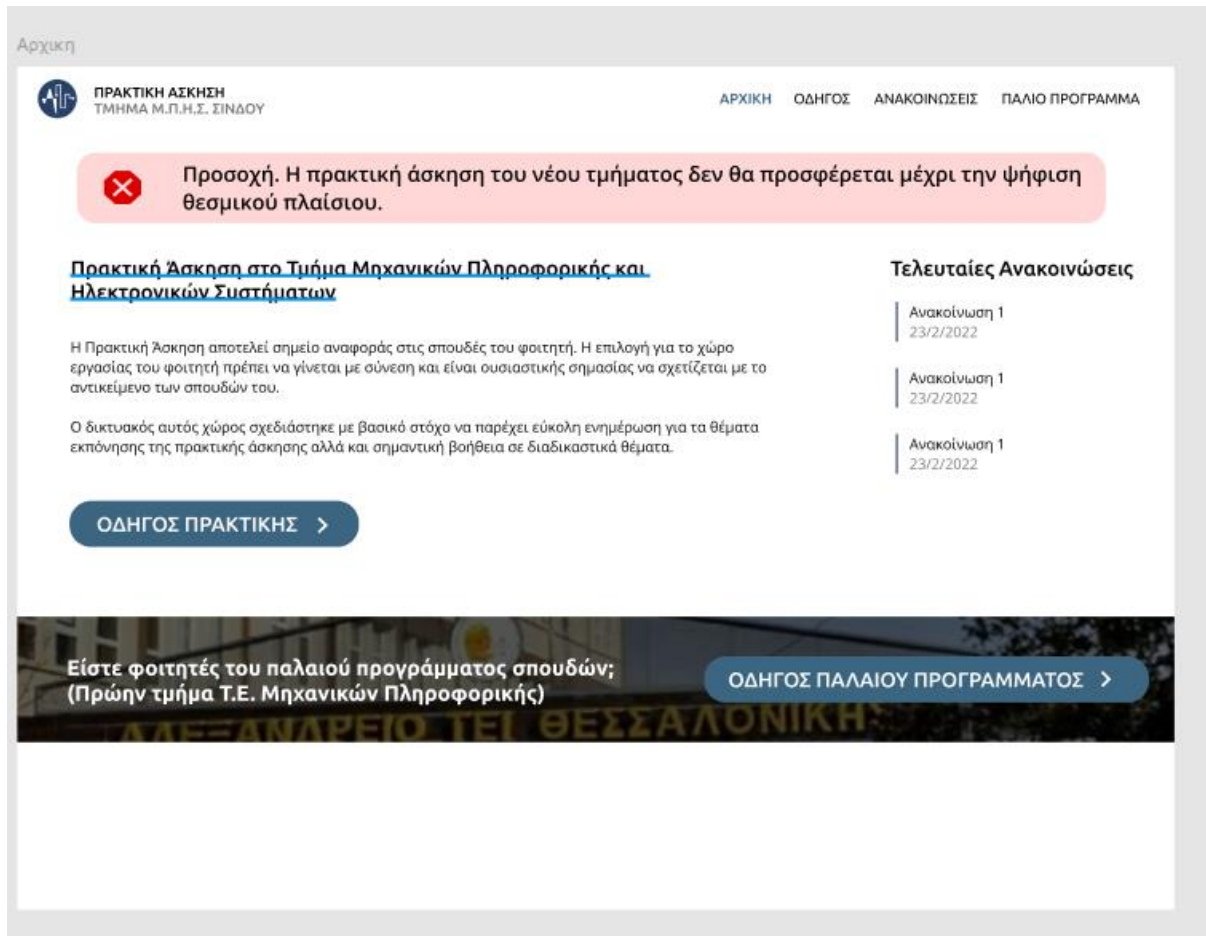 Αρχικη
ΠΡΑΚΤΙΚΗ ΑΣΚΗΣΗ
ΤΜΗΜΑ Μ.Π.Η.Σ. ΣΙΝΔΟΥ
ΑΡΧΙΚΗ ΟΔΗΓΟΣ ΑΝΑΚΟΙΝΩΣΕΙΣ ΠΑΛΙΟ ΠΡΟΓΡΑΜΜΑ
Προσοχή. Η πρακτική άσκηση του νέου τμήματος δεν θα προσφέρεται μέχρι την ψήφιση
θεσμικού πλαίσιου.
Πρακτική Άσκηση στο Τμήμα Μηχανικών Πληροφορικής και
Ηλεκτρονικών Συστήματων
Η Πρακτική Άσκηση αποτελεί σημείο αναφοράς στις σπουδές του φοιτητή. Η επιλογή για το χώρο
εργασίας του φοιτητή πρέπει να γίνεται με σύνεση και είναι ουσιαστικής σημασίας να σχετίζεται με το
αντικείμενο των σπουδών του.
Ο δικτυακός αυτός χώρος σχεδιάστηκε με βασικό στόχο να παρέχει εύκολη ενημέρωση για τα θέματα
εκπόνησης της πρακτικής άσκησης αλλά και σημαντική βοήθεια σε διαδικαστικά θέματα.
ΟΔΗΓΟΣ ΠΡΑΚΤΙΚΗΣ
Τελευταίες Ανακοινώσεις
Ανακοίνωση 1
23/2/2022
Ανακοίνωση 1
23/2/2022
Ανακοίνωση 1
23/2/2022
Είστε φοιτητές του παλαιού προγράμματος σπουδών;
(Πρώην τμήμα Τ.Ε. Μηχανικών Πληροφορικής)
ΟΔΗΓΟΣ ΠΑΛΑΙΟΥ ΠΡΟΓΡΑΜΜΑΤΟΣ
ΑΛΕΞΑΝΔΡΕΙΟ ΤΕΙ ΘΕΣΣΑΛΟΝΙΚΗΣ